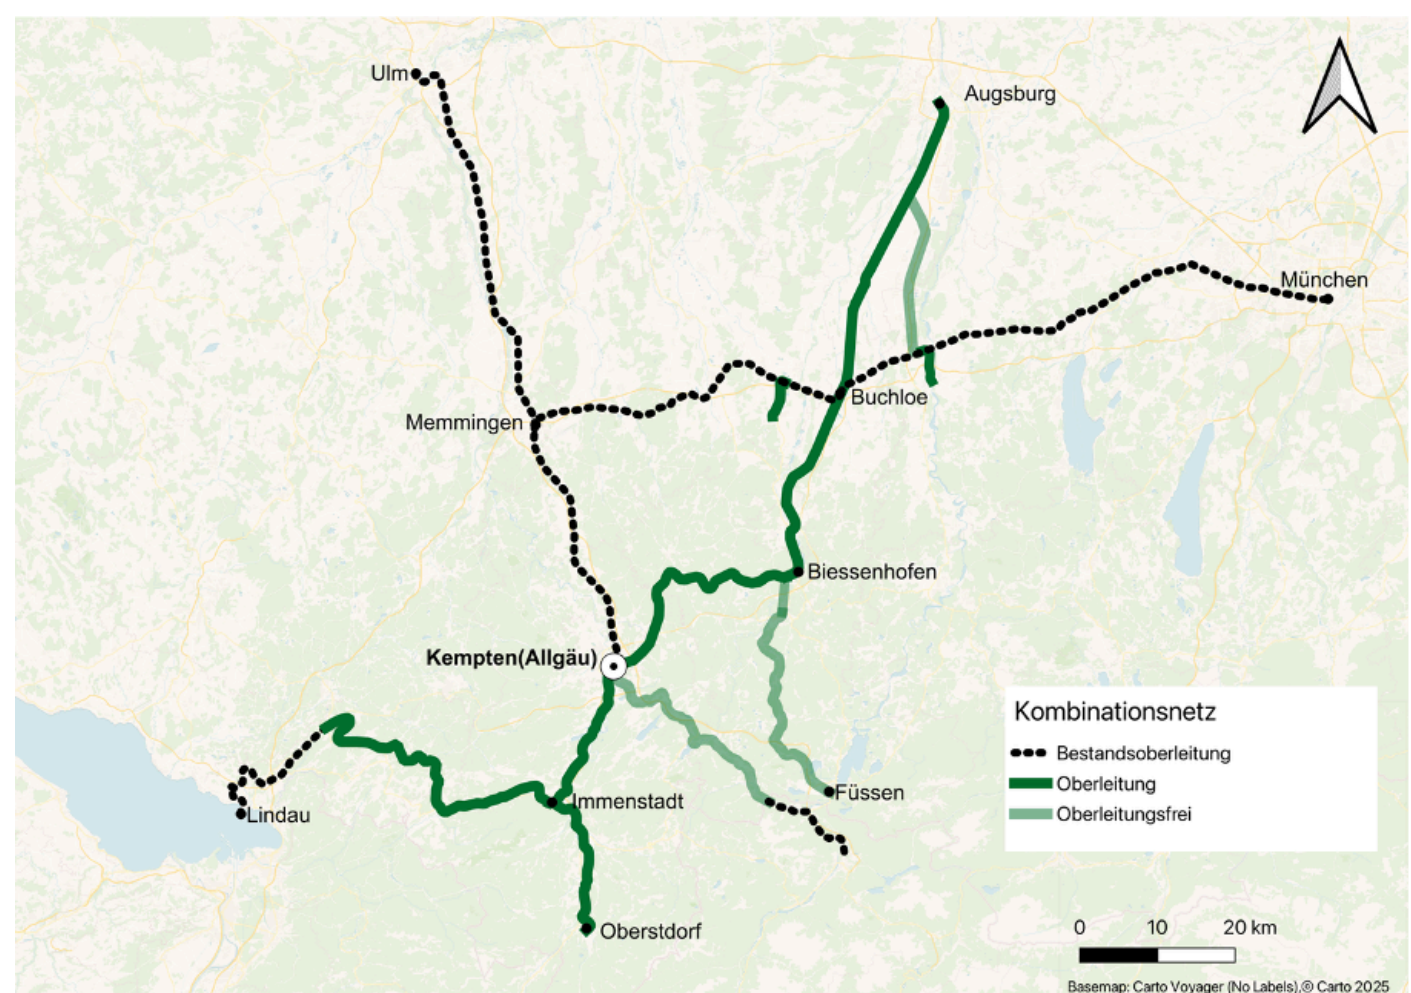 Ulm
Augsburg
München
Buchloe
Memmingen
Biessenhofen
Kempten(Allgäu)
Kombinationsnetz
Bestandsoberleitung
Oberleitung
Oberleitungsfrei
Füssen
Immenstadt
Lindau
Oberstdorf
0 10 20 km
Basemap: Carto Voyager (No Labels),© Carto 2025